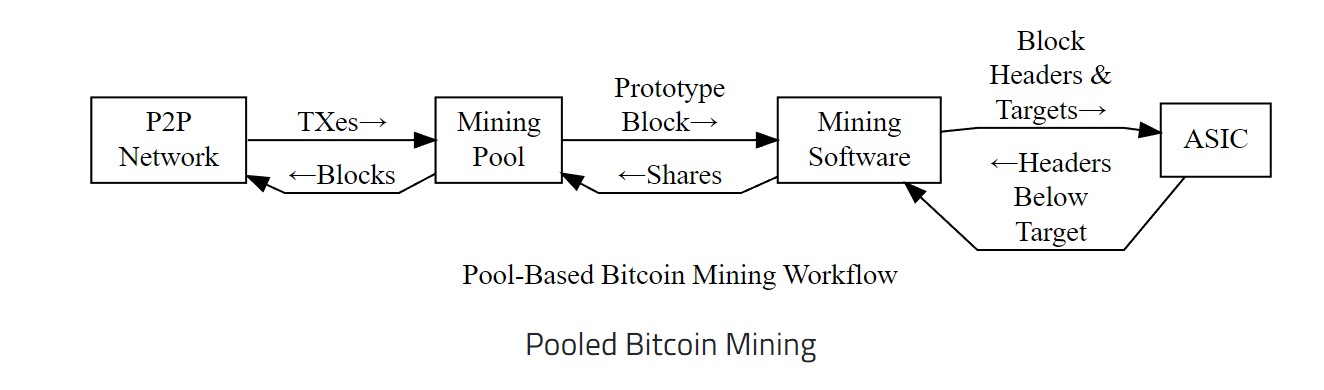 P2P
Network
TXes→
←Blocks
Mining
Pool
Prototype
Block→
←Shares
Mining
Software
Block
Headers &
Targets→
←Headers
Below
Target
ASIC
Pool-Based Bitcoin Mining Workflow
Pooled Bitcoin Mining